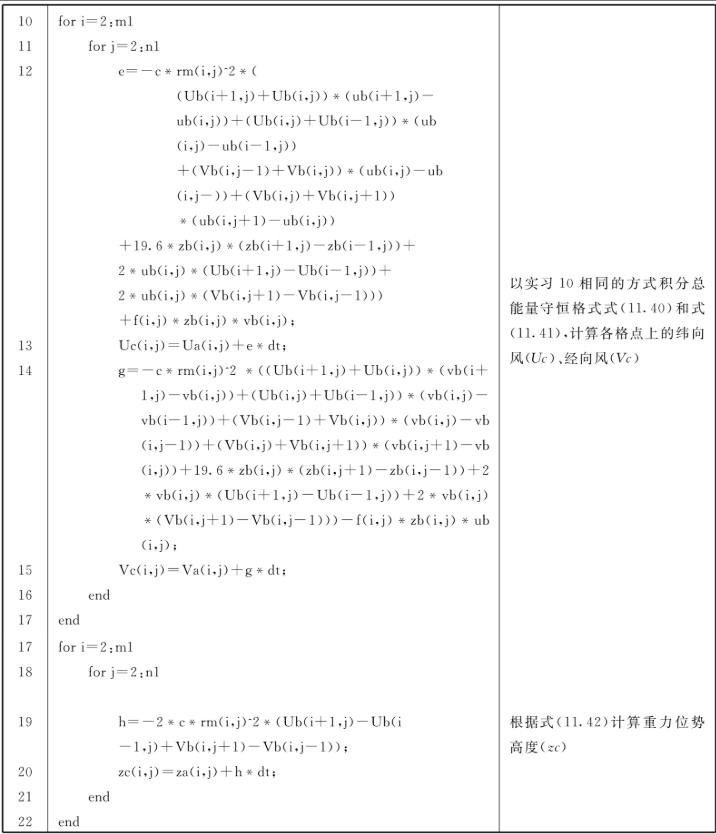 10 for i=2:m1
11 for j=2:n1
12 e=-c*rm(i,j)^2*(
(Ub(i+1,j)+Ub(i,j))*(ub(i+1,j)-
ub(i,j))+(Ub(i,j)+Ub(i-1,j))*(ub
(i,j)-ub(i-1,j))
+(Vb(i,j-1)+Vb(i,j))*(ub(i,j)-ub
(i,j-))+(Vb(i,j)+Vb(i,j+1))
*(ub(i,j+1)-ub(i,j))
+19.6*zb(i,j)*(zb(i+1,j)-zb(i-1,j))+
2*ub(i,j)*(Ub(i+1,j)-Ub(i-1,j))+
2*ub(i,j)*(Vb(i,j+1)-Vb(i,j-1)))
+f(i,j)*zb(i,j)*vb(i,j);
13 Uc(i,j)=Ua(i,j)+e*dt;
14 g=-c*rm(i,j)^2 *((Ub(i+1,j)+Ub(i,j))*(vb(i+
1,j)-vb(i,j))+(Ub(i,j)+Ub(i-1,j))*(vb(i,j)-
vb(i-1,j))+(Vb(i,j-1)+Vb(i,j))*(vb(i,j)-vb
(i,j-1))+(Vb(i,j)+Vb(i,j+1))*(vb(i,j+1)-vb
(i,j))+19.6*zb(i,j)*(zb(i,j+1)-zb(i,j-1))+2
*vb(i,j)*(Ub(i+1,j)-Ub(i-1,j))+2*vb(i,j)
*(Vb(i,j+1)-Vb(i,j-1)))-f(i,j)*zb(i,j)*ub
(i,j);
15 Vc(i,j)=Va(i,j)+g*dt;
16 end
17 end
以实习 10 相同的方式积分总
能量守恒格式式(11.40)和式
(11.41),计算各格点上的纬向
风(Uc)、经向风(Vc)
17 for i=2:m1
18 for j=2:n1
19 h=-2*c*rm(i,j)^2*(Ub(i+1,j)-Ub(i
-1,j)+Vb(i,j+1)-Vb(i,j-1));
20 zc(i,j)=za(i,j)+h*dt;
21 end
22 end
根据式(11.42)计算重力位势
高度(zc)